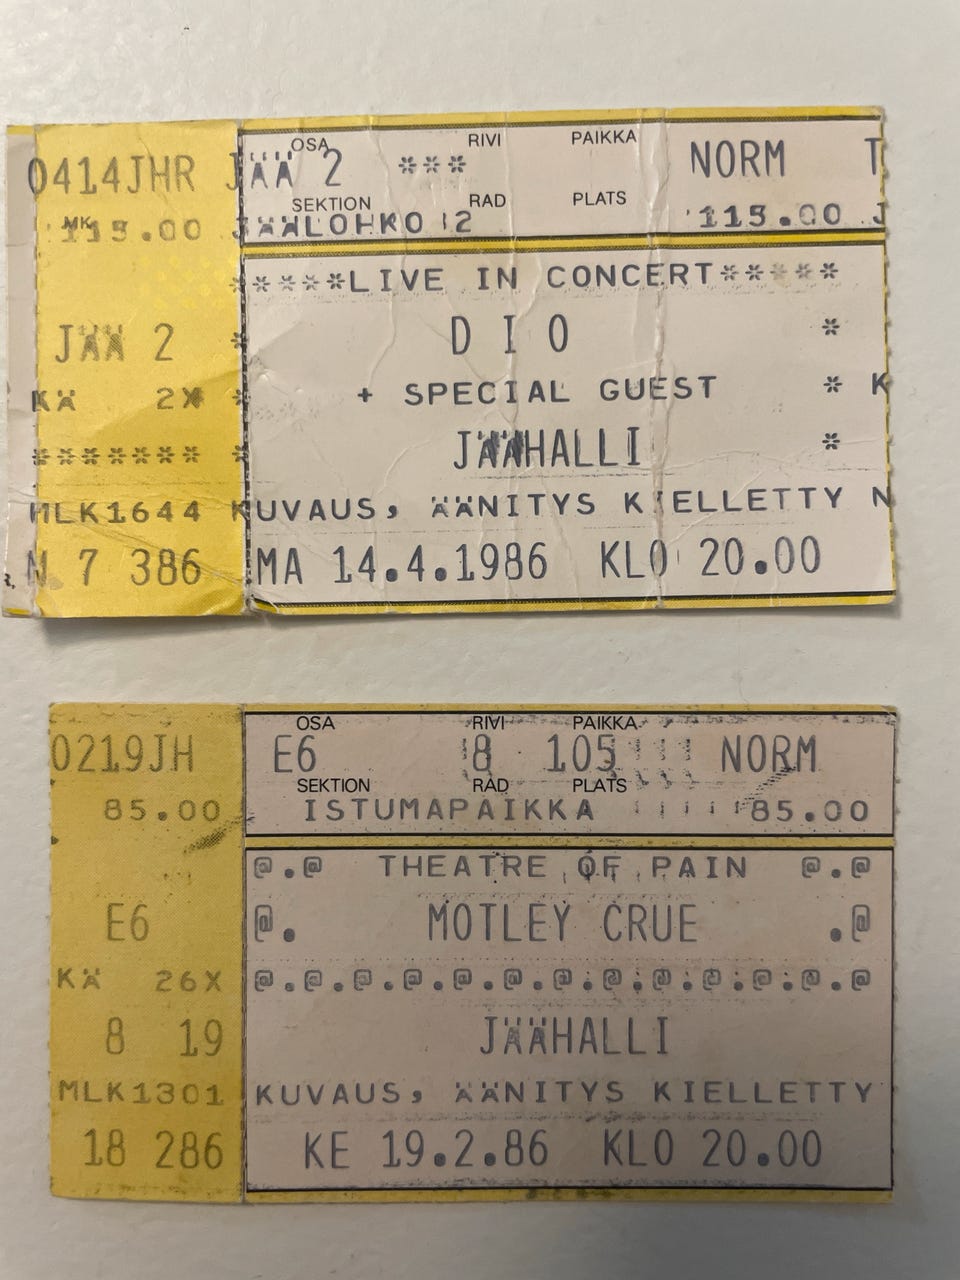 0414JHR JÄÄ 2 *** NORM T
OSA RIVI PAIKKA
SEKTION RAD PLATS
MK 115.00 JÄÄLOHKO 2 115.00 J
****LIVE IN CONCERT*****
JÄÄ 2 * D I O *
KÄ 2X * + SPECIAL GUEST * K
******* * JÄÄHALLI *
MLK1644 KUVAUS, ÄÄNITYS KIELLETTY N
N 7 386 MA 14.4.1986 KLO 20.00
OSA RIVI PAIKKA
0219JH E6 8 105 NORM
SEKTION RAD PLATS
85.00 ISTUMAPAIKKA 85.00
@.@ THEATRE OF PAIN @.@
E6 @. MOTLEY CRUE .@
KÄ 26X @.@.@.@.@.@.@.@.@.@.@.@.@
8 19 JÄÄHALLI
MLK1301 KUVAUS, ÄÄNITYS KIELLETTY
18 286 KE 19.2.86 KLO 20.00